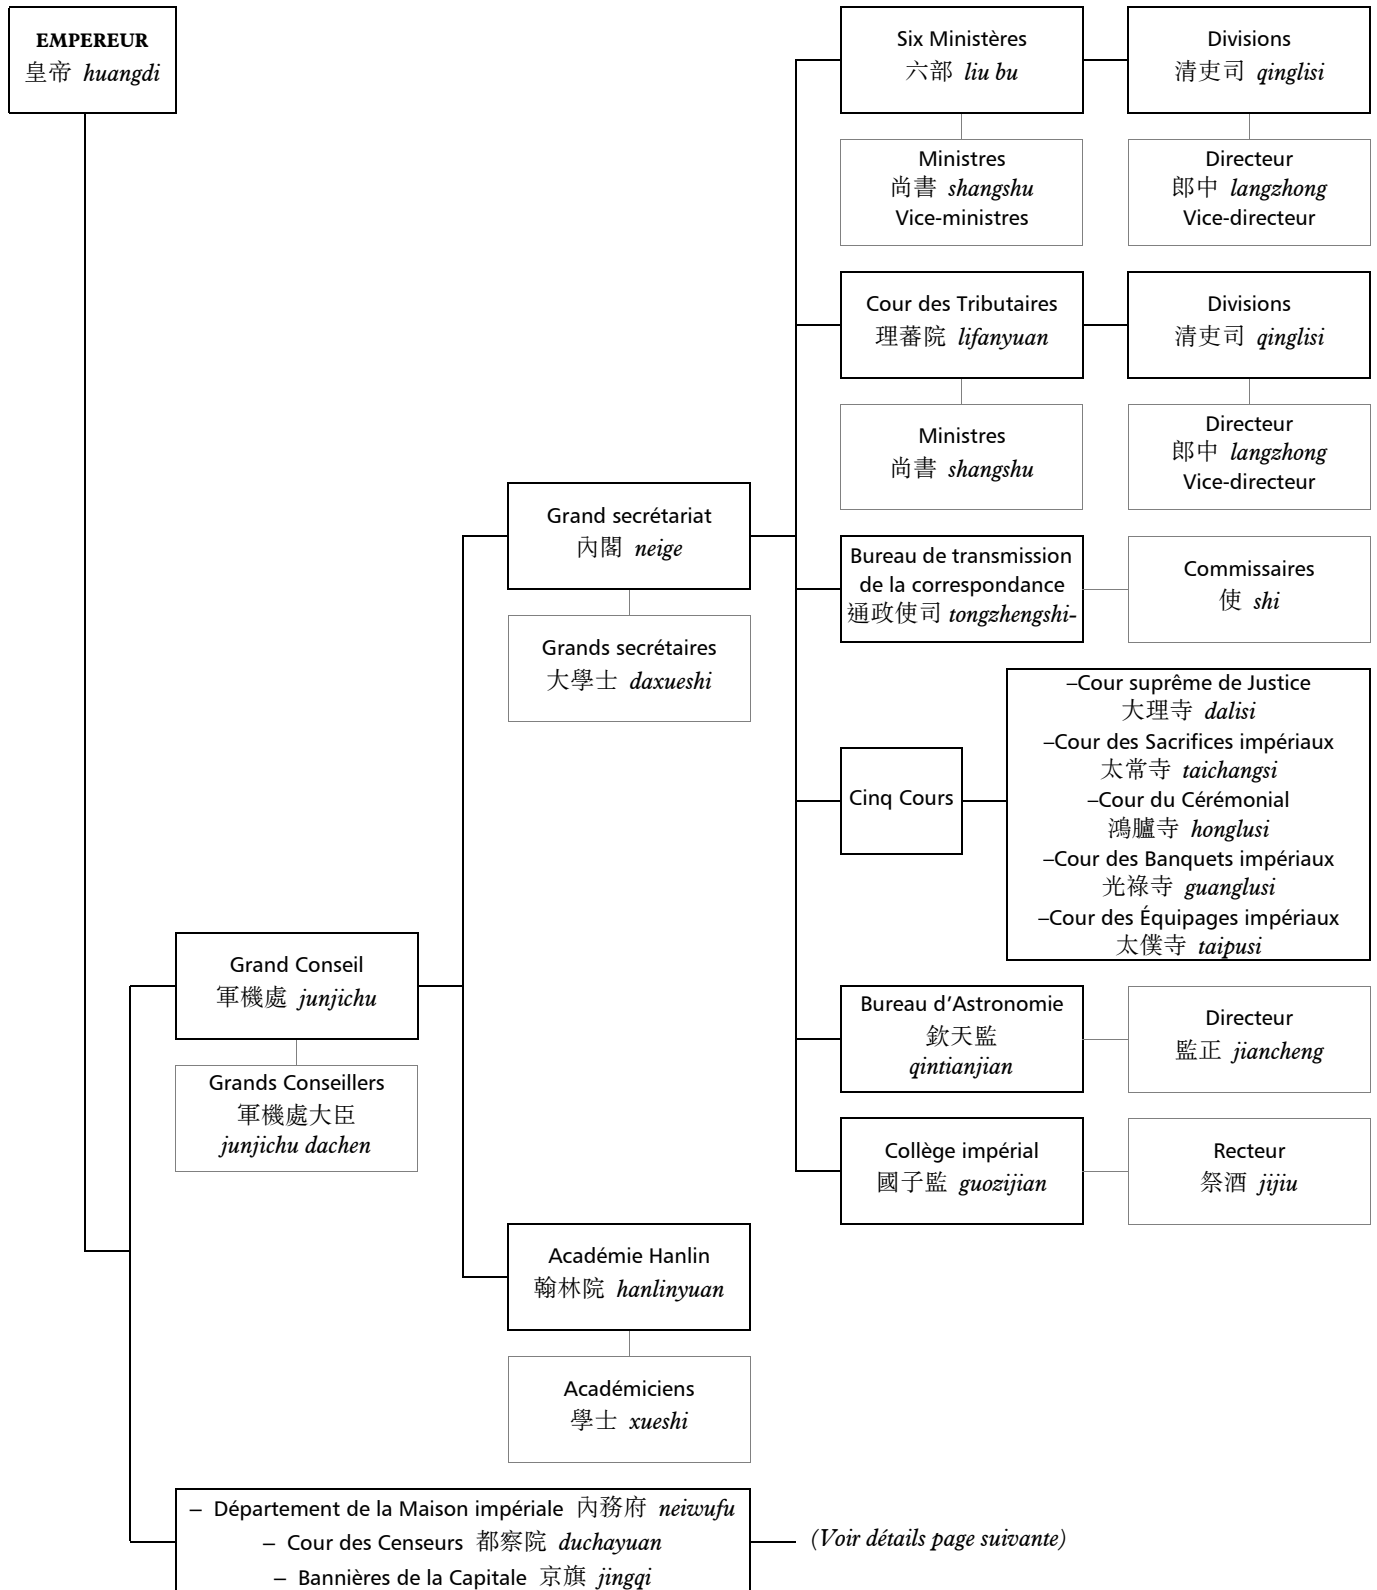 EMPEREUR
皇帝 huangdi
Six Ministères
六部 liu bu
Divisions
清吏司 qinglisi
Ministres
尚書 shangshu
Vice-ministres
Directeur
郎中 langzhong
Vice-directeur
Cour des Tributaires
理蕃院 lifanyuan
Divisions
清吏司 qinglisi
Ministres
尚書 shangshu
Directeur
郎中 langzhong
Vice-directeur
Grand secrétariat
內閣 neige
Grands secrétaires
大學士 daxueshi
Bureau de transmission
de la correspondance
通政使司 tongzhengshi-
Commissaires
使 shi
Cinq Cours
–Cour suprême de Justice
大理寺 dalisi
–Cour des Sacrifices impériaux
太常寺 taichangsi
–Cour du Cérémonial
鴻臚寺 honglusi
–Cour des Banquets impériaux
光祿寺 guanglusi
–Cour des Équipages impériaux
太僕寺 taipusi
Grand Conseil
軍機處 junjichu
Grands Conseillers
軍機處大臣
junjichu dachen
Bureau d’Astronomie
欽天監
qintianjian
Directeur
監正 jiancheng
Collège impérial
國子監 guozijian
Recteur
祭酒 jijiu
Académie Hanlin
翰林院 hanlinyuan
Académiciens
學士 xueshi
– Département de la Maison impériale 內務府 neiwufu
– Cour des Censeurs 都察院 duchayuan
– Bannières de la Capitale 京旗 jingqi
(Voir détails page suivante)